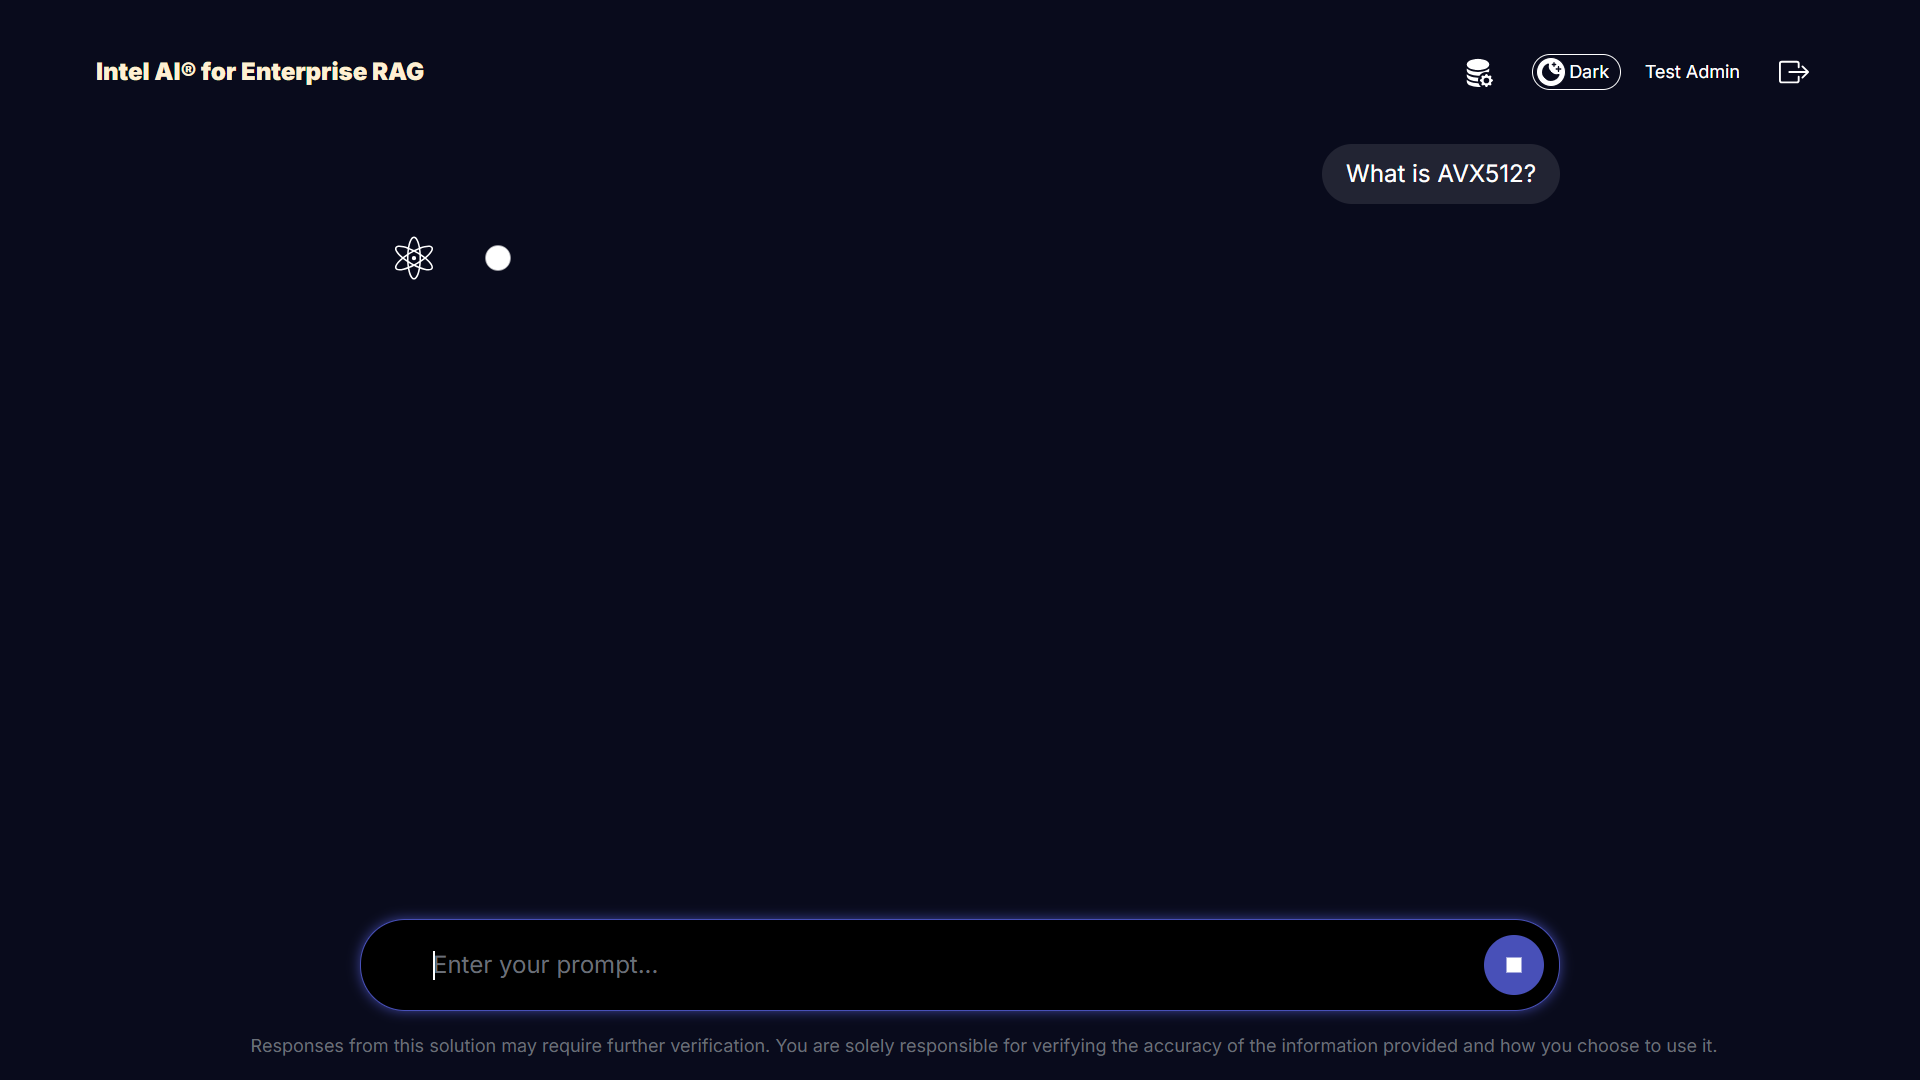 Intel AI® for Enterprise RAG
Dark
Test Admin
What is AVX512?
Enter your prompt...
Responses from this solution may require further verification. You are solely responsible for verifying the accuracy of the information provided and how you choose to use it.